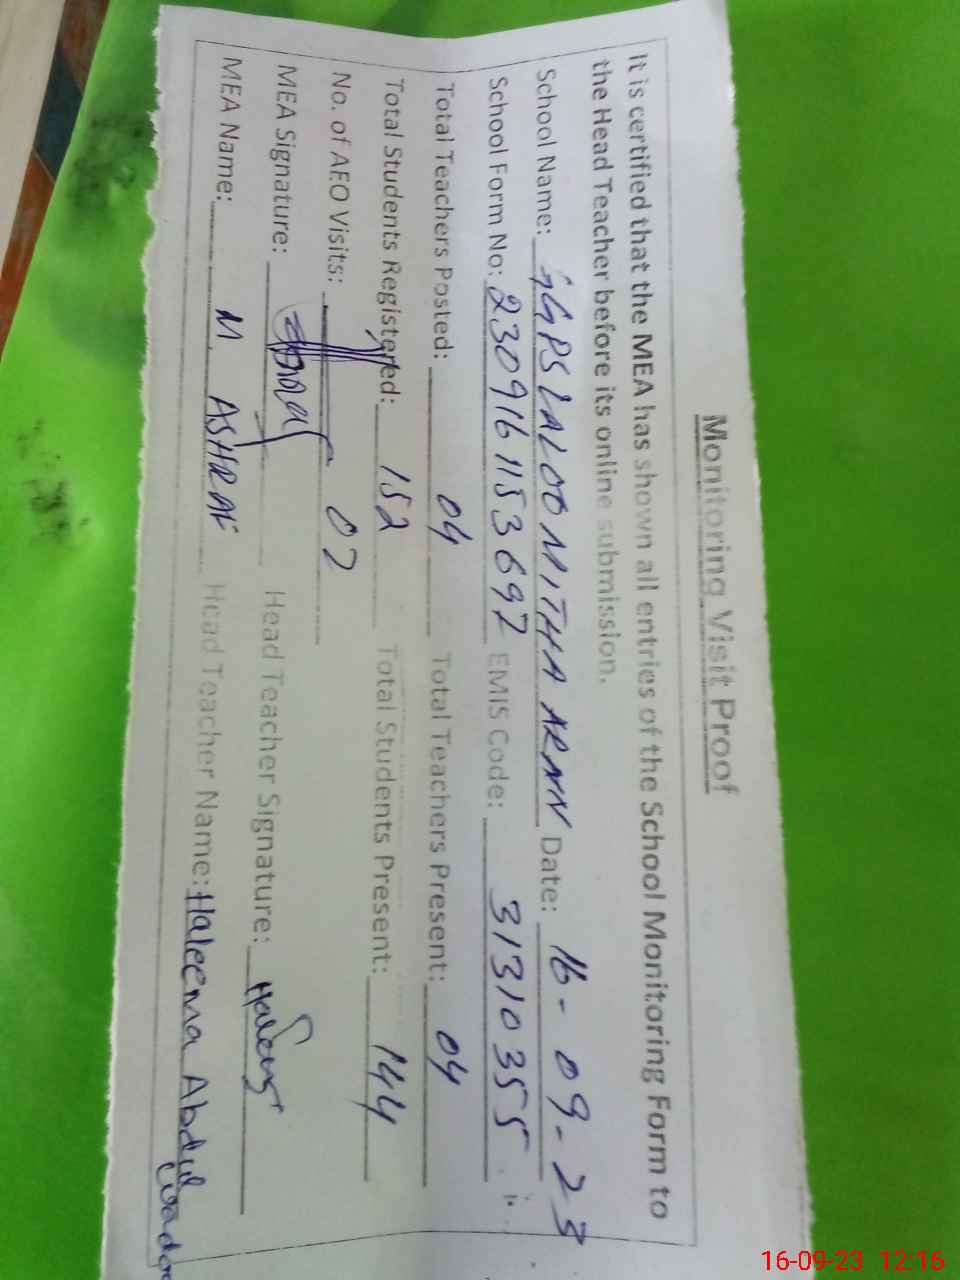 Monitoring Visit Proof
It is certified that the MEA has shown all entries of the School Monitoring Form to
the Head Teacher before its online submission.
School Name: GGPS LALOO MITHA ARAIN Date: 16-09-23
School Form No: 2309161153697 EMIS Code: 31310355
Total Teachers Posted: 04 Total Teachers Present: 04
Total Students Registered: 152 Total Students Present: 144
No. of AEO Visits: 02
MEA Signature: Head Teacher Signature:
MEA Name: M ASHRAF Head Teacher Name: Haleema Abdul
16-09-23 12:16